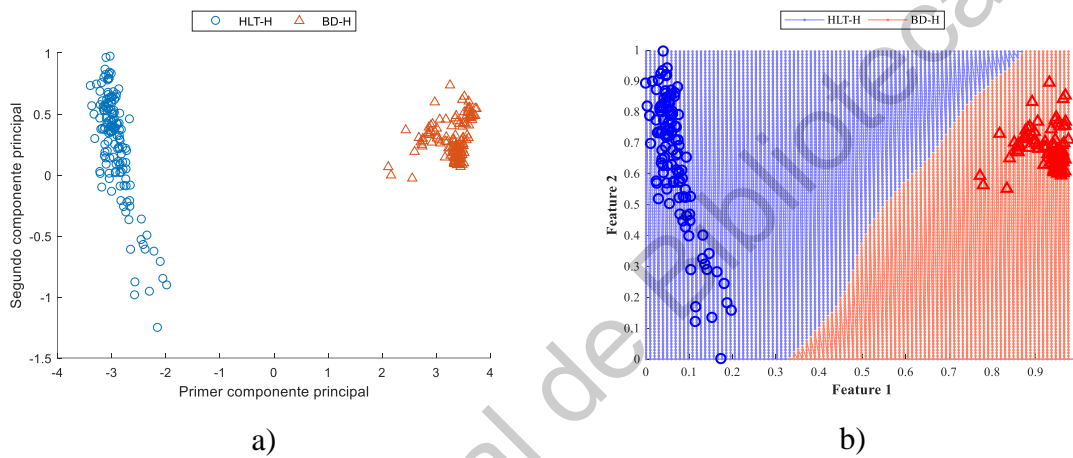 HLT-H BD-H
Segundo componente principal
1
0.5
0
-0.5
-1
-1.5
-4 -3 -2 -1 0 1 2 3 4
Primer componente principal
a)
HLT-H BD-H
Feature 2
1
0.9
0.8
0.7
0.6
0.5
0.4
0.3
0.2
0.1
0
0 0.1 0.2 0.3 0.4 0.5 0.6 0.7 0.8 0.9
Feature 1
b)
al de Bibliotecas